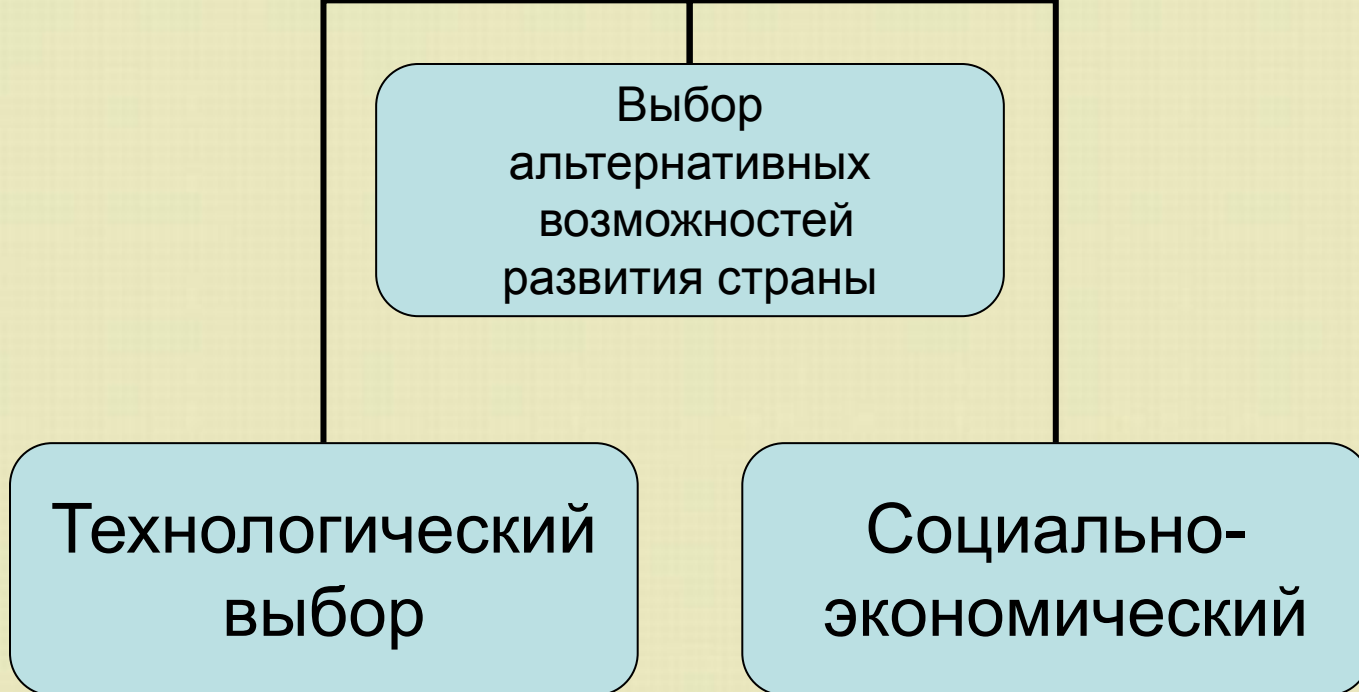 Выбор
альтернативных
возможностей
развития страны
Технологический
выбор
Социально-
экономический